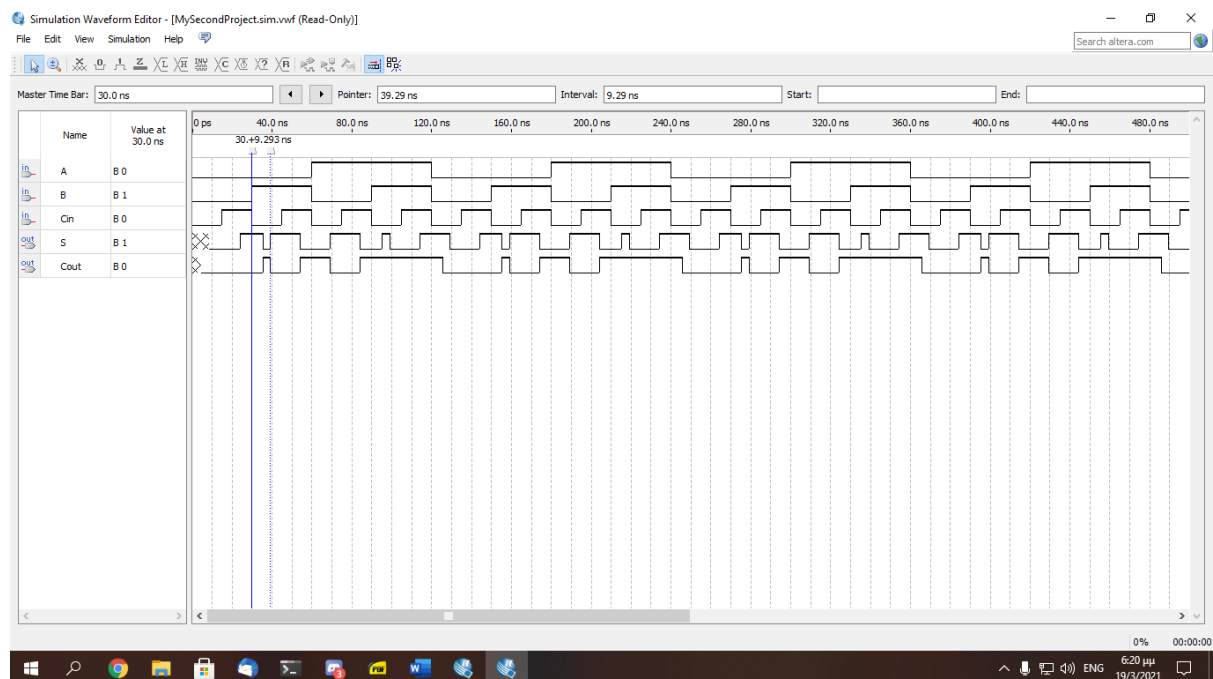 Simulation Waveform Editor - [MySecondProject.sim.vwf (Read-Only)]
File Edit View Simulation Help
Search altera.com
Master Time Bar: 30.0 ns Pointer: 39.29 ns Interval: 9.29 ns Start: End:
Name Value at 30.0 ns
0 ps 40.0 ns 80.0 ns 120.0 ns 160.0 ns 200.0 ns 240.0 ns 280.0 ns 320.0 ns 360.0 ns 400.0 ns 440.0 ns 480.0 ns
30.+9.293 ns
in A B 0
in B B 1
in Cin B 0
out S B 1
out Cout B 0
0% 00:00:00
ENG 6:20 μμ
19/3/2021